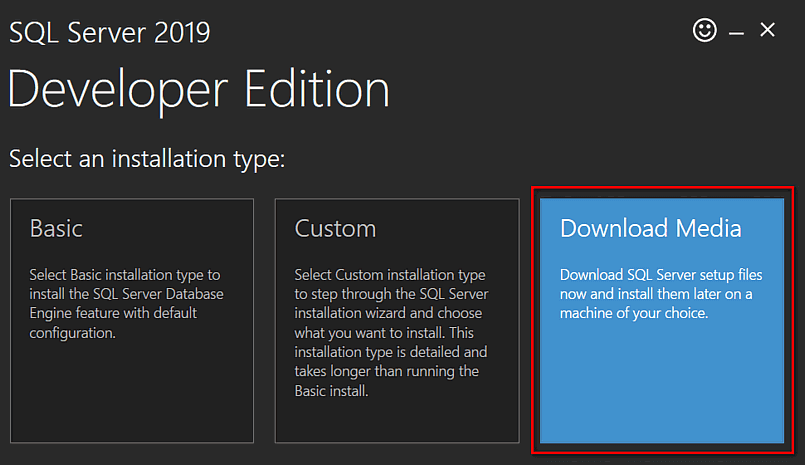 SQL Server 2019
Developer Edition
Select an installation type:
Basic
Select Basic installation type to
install the SQL Server Database
Engine feature with default
configuration.
Custom
Select Custom installation type
to step through the SQL Server
installation wizard and choose
what you want to install. This
installation type is detailed and
takes longer than running the
Basic install.
Download Media
Download SQL Server setup files
now and install them later on a
machine of your choice.